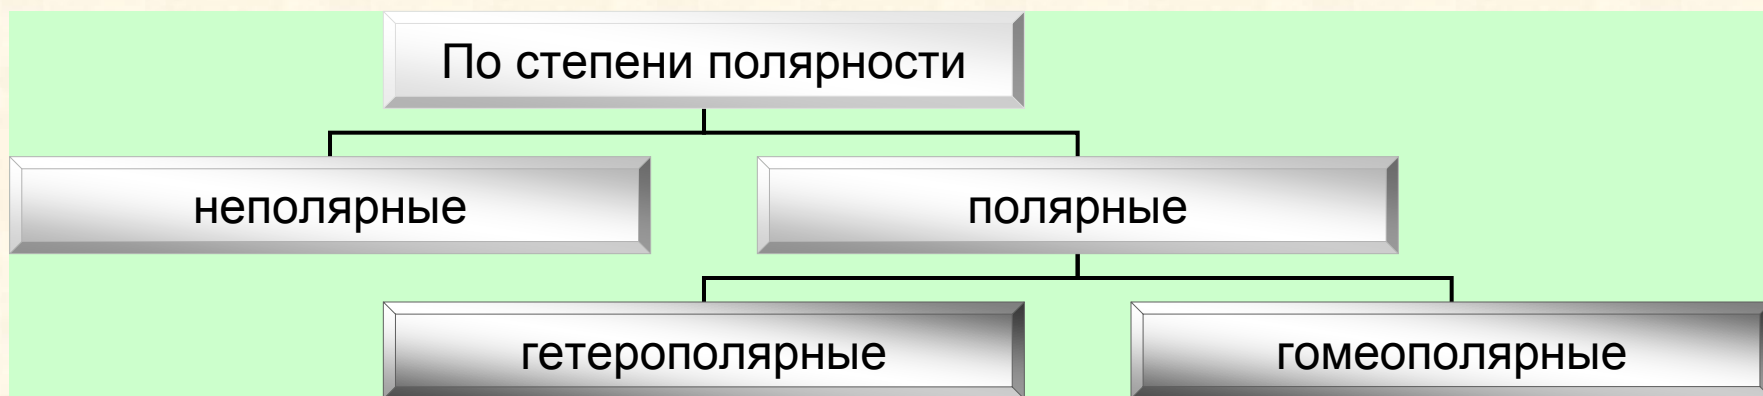 По степени полярности
неполярные
полярные
гетерополярные
гомеополярные